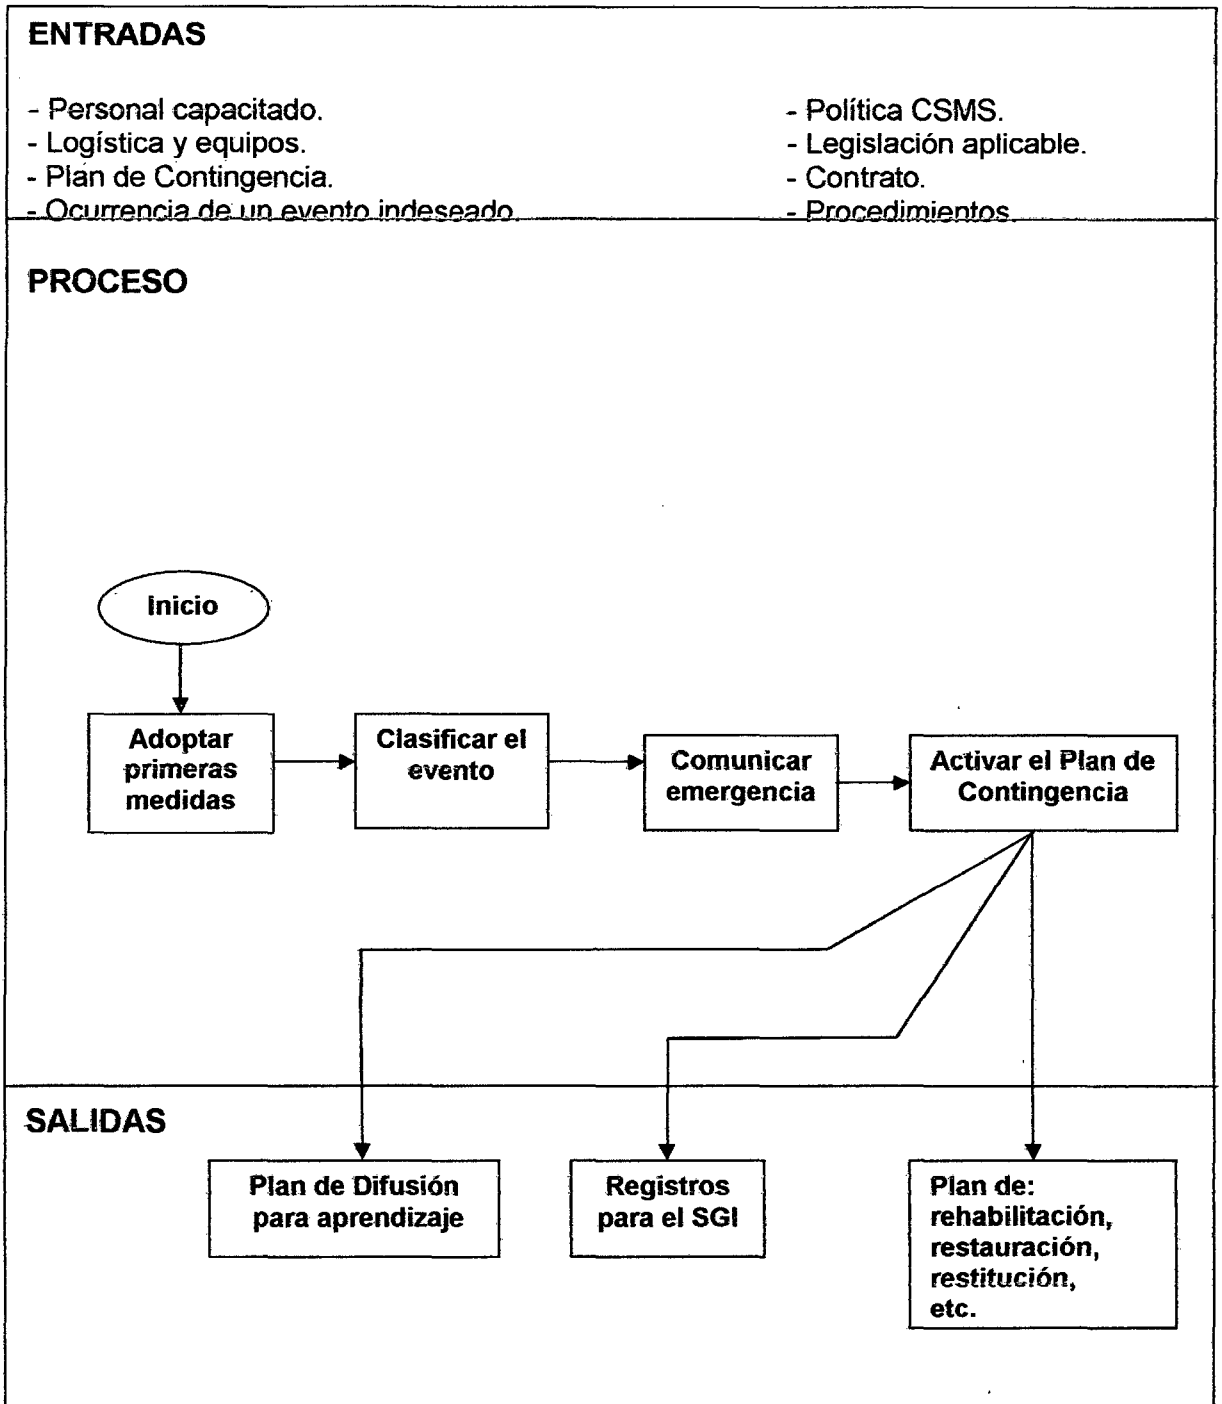 ENTRADAS
- Personal capacitado.
- Logística y equipos.
- Plan de Contingencia.
- Ocurrencia de un evento indeseado
- Política CSMS.
- Legislación aplicable.
- Contrato.
- Procedimientos
PROCESO
Inicio
Adoptar
primeras
medidas
Clasificar el
evento
Comunicar
emergencia
Activar el Plan de
Contingencia
SALIDAS
Plan de Difusión
para aprendizaje
Registros
para el SGI
Plan de:
rehabilitación,
restauración,
restitución,
etc.